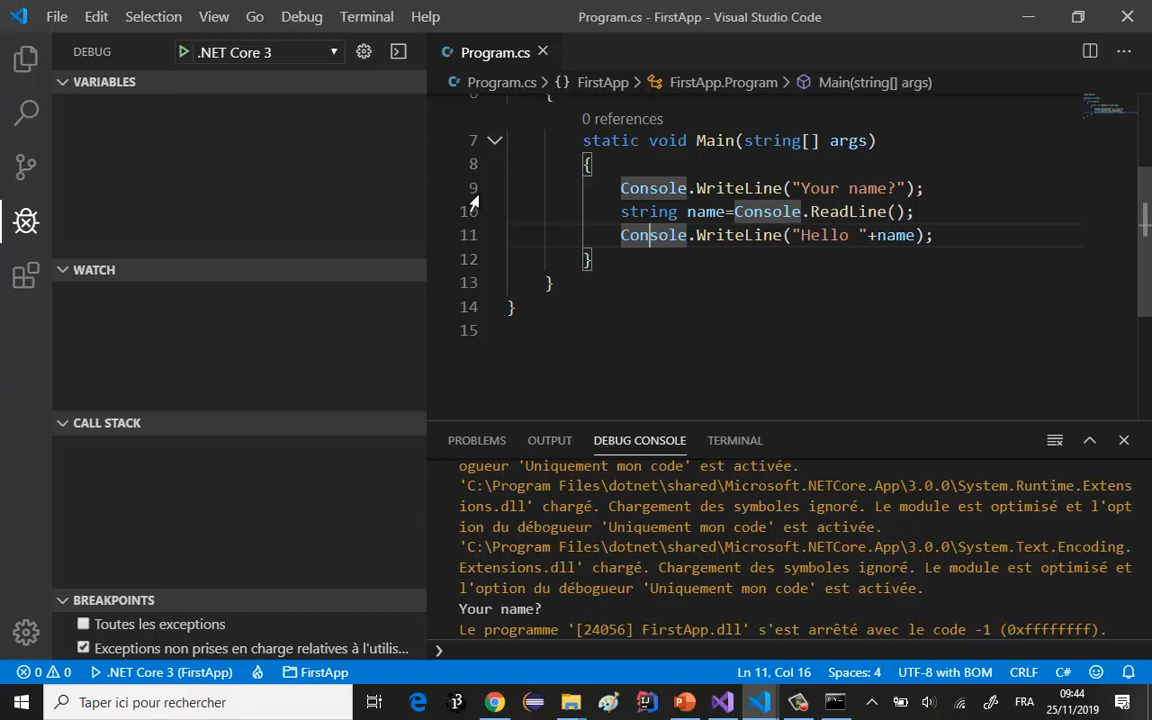 File Edit Selection View Go Debug Terminal Help Program.cs - FirstApp - Visual Studio Code
DEBUG .NET Core 3
Program.cs
VARIABLES
Program.cs > {} FirstApp > FirstApp.Program > Main(string[] args)
6 {
0 references
7 static void Main(string[] args)
8 {
9 Console.WriteLine("Your name?");
10 string name=Console.ReadLine();
11 Console.WriteLine("Hello "+name);
12 }
13 }
14 }
15
WATCH
CALL STACK
BREAKPOINTS
Toutes les exceptions
Exceptions non prises en charge relatives à l'utilis...
PROBLEMS OUTPUT DEBUG CONSOLE TERMINAL
ogueur 'Uniquement mon code' est activée.
'C:\Program Files\dotnet\shared\Microsoft.NETCore.App\3.0.0\System.Runtime.Extens
ions.dll' chargé. Chargement des symboles ignoré. Le module est optimisé et l'opt
ion du débogueur 'Uniquement mon code' est activée.
'C:\Program Files\dotnet\shared\Microsoft.NETCore.App\3.0.0\System.Text.Encoding.
Extensions.dll' chargé. Chargement des symboles ignoré. Le module est optimisé et
l'option du débogueur 'Uniquement mon code' est activée.
Your name?
Le programme '[24056] FirstApp.dll' s'est arrêté avec le code -1 (0xffffffff).
0 0 .NET Core 3 (FirstApp) FirstApp Ln 11, Col 16 Spaces: 4 UTF-8 with BOM CRLF C#
Taper ici pour rechercher
FRA
09:44
25/11/2019